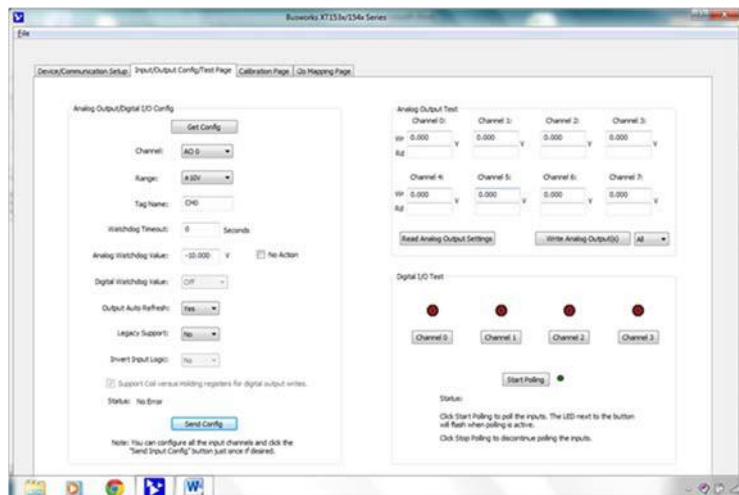 Busworks XT153x/154x Series
File
Device/Communication Setup
Input/Output Config/Test Page
Calibration Page
i2o Mapping Page
Analog Output/Digital I/O Config
Get Config
Channel: AO 0
Range: ±10V
Tag Name: CH0
Watchdog Timeout: 0 Seconds
Analog Watchdog Value: -10.000 V No Action
Digital Watchdog Value: Off
Output Auto Refresh: Yes
Legacy Support: No
Invert Input Logic: No
Support Coil versus Holding registers for digital output writes.
Status: No Error
Send Config
Note: You can configure all the input channels and click the
"Send Input Config" button just once if desired.
Analog Output Test
Channel 0: Channel 1: Channel 2: Channel 3:
Wr 0.000 V 0.000 V 0.000 V 0.000 V
Rd
Channel 4: Channel 5: Channel 6: Channel 7:
Wr 0.000 V 0.000 V 0.000 V 0.000 V
Rd
Read Analog Output Settings
Write Analog Output(s) All
Digital I/O Test
Channel 0 Channel 1 Channel 2 Channel 3
Start Polling
Status:
Click Start Polling to poll the inputs. The LED next to the button
will flash when polling is active.
Click Stop Polling to discontinue polling the inputs.